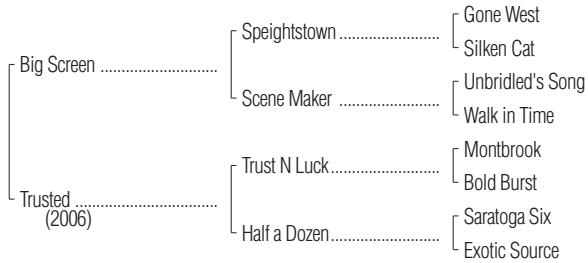 Gone West
Speightstown ....................
Silken Cat
Big Screen ........................
Unbridled's Song
Scene Maker ....................
Walk in Time
Montbrook
Trust N Luck......................
Bold Burst
Trusted .............................
(2006)
Saratoga Six
Half a Dozen.....................
Exotic Source